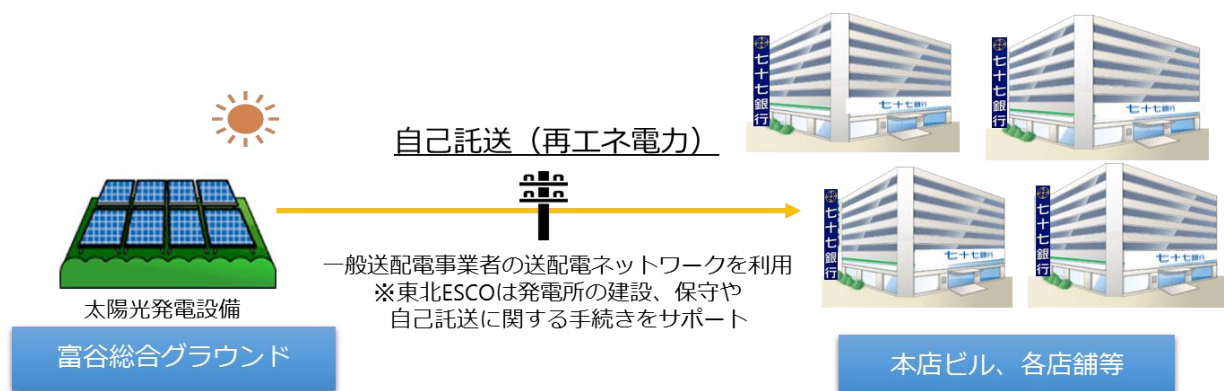 自己託送（再エネ電力）
一般送配電事業者の送配電ネットワークを利用
※東北ESCOは発電所の建設、保守や
自己託送に関する手続きをサポート
太陽光発電設備
富谷総合グラウンド
七十七銀行
七十七銀行
七十七銀行
七十七銀行
七十七銀行
七十七銀行
七十七銀行
七十七銀行
本店ビル、各店舗等